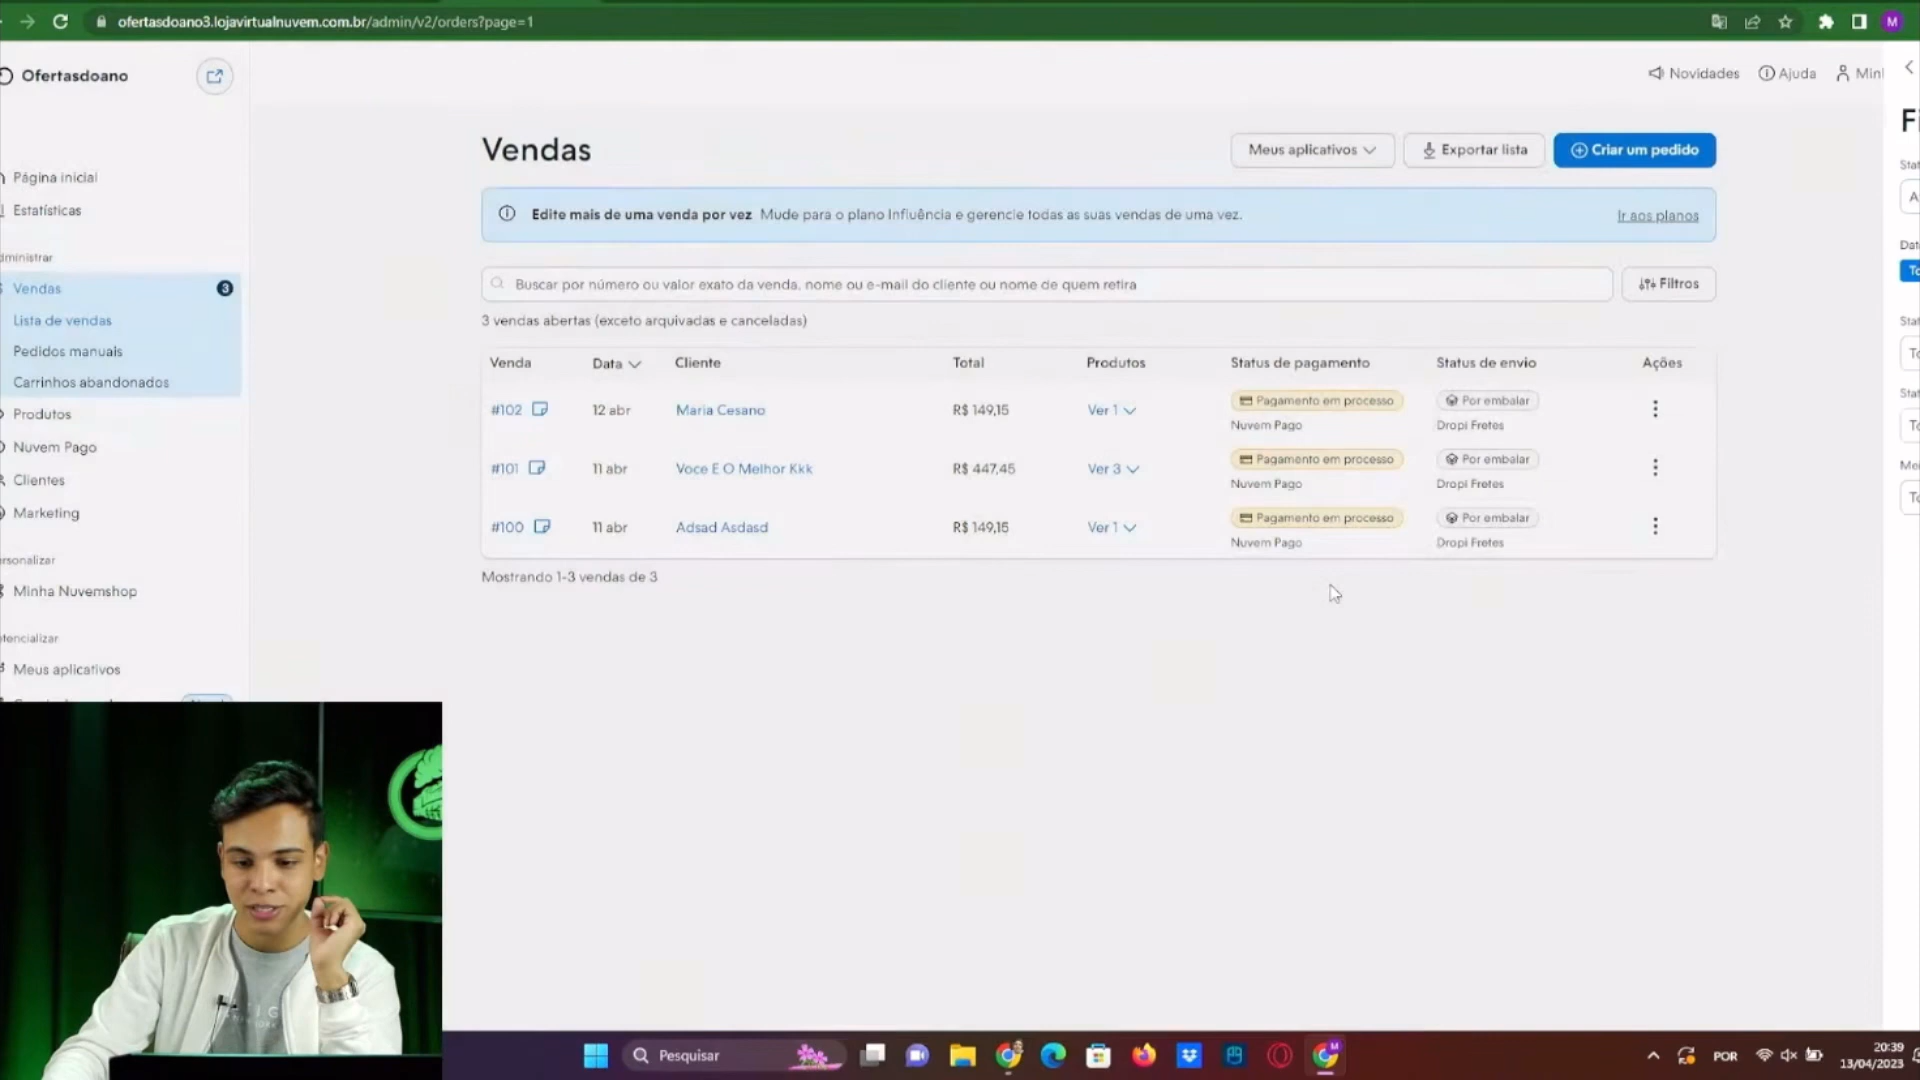 ofertasdoano3.lojavirtualnuvem.com.br/admin/v2/orders?page=1
M
Ofertasdoano
Novidades
Ajuda
Página inicial
Estatísticas
Vendas
3
Lista de vendas
Pedidos manuais
Carrinhos abandonados
Produtos
Nuvem Pago
Clientes
Marketing
Minha Nuvemshop
Meus aplicativos
Vendas
Meus aplicativos
Exportar lista
Criar um pedido
Edite mais de uma venda por vez Mude para o plano Influência e gerencie todas as suas vendas de uma vez.
Ir aos planos
Buscar por número ou valor exato da venda, nome ou e-mail do cliente ou nome de quem retira
Filtros
3 vendas abertas (exceto arquivadas e canceladas)
Venda Data Cliente Total Produtos Status de pagamento Status de envio Ações
#102 12 abr Maria Cesano R$ 149,15 Ver 1 Pagamento em processo Por embalar
Nuvem Pago Dropi Fretes
#101 11 abr Voce E O Melhor Kkk R$ 447,45 Ver 3 Pagamento em processo Por embalar
Nuvem Pago Dropi Fretes
#100 11 abr Adsad Asdasd R$ 149,15 Ver 1 Pagamento em processo Por embalar
Nuvem Pago Dropi Fretes
Mostrando 1-3 vendas de 3
Pesquisar
POR
20:39
13/04/2023